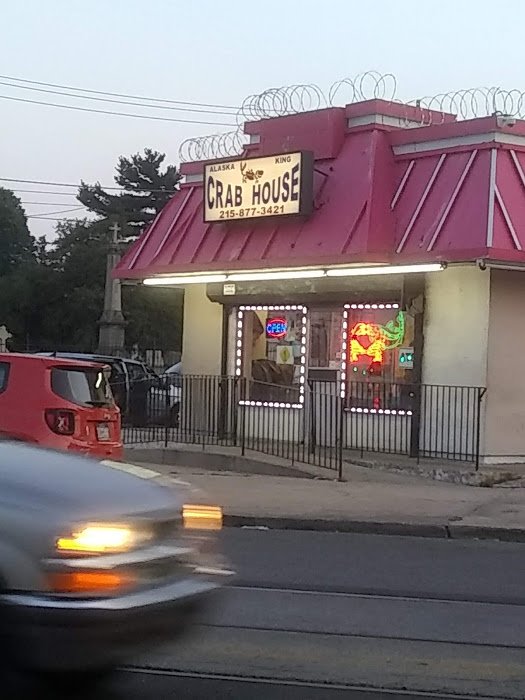 ALASKA KING
CRAB HOUSE
215-877-3421
OPEN